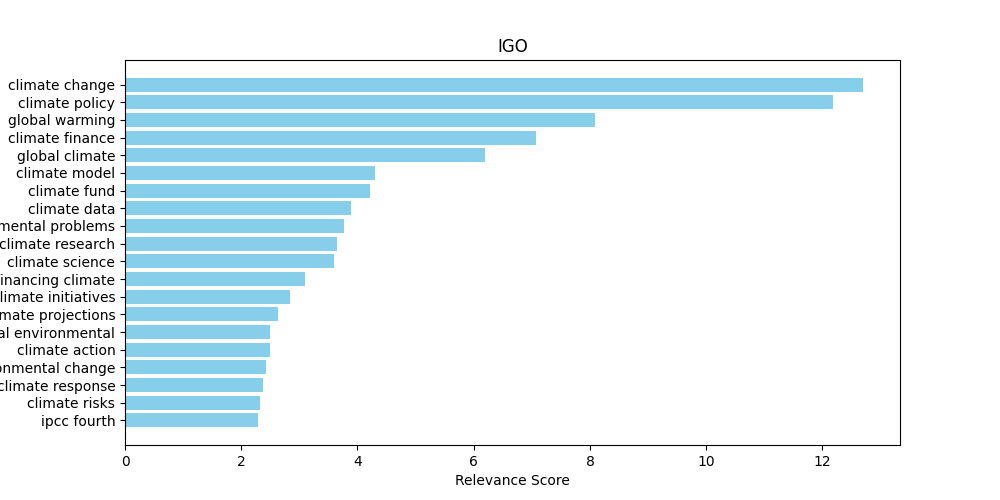 IGO
climate change
climate policy
global warming
climate finance
global climate
climate model
climate fund
climate data
mental problems
climate research
climate science
inancing climate
limate initiatives
mate projections
al environmental
climate action
onmental change
climate response
climate risks
ipcc fourth
0 2 4 6 8 10 12
Relevance Score